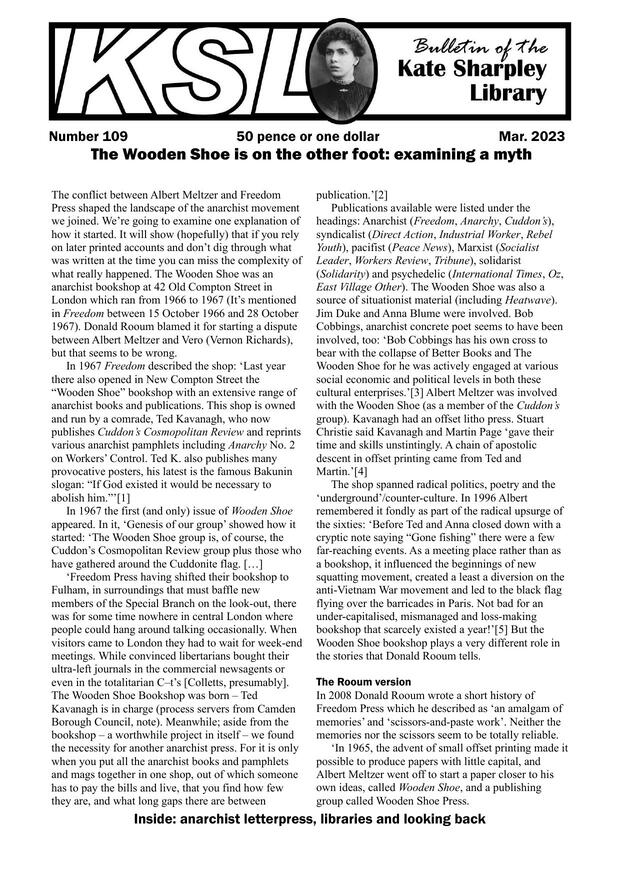 KSL
Bulletin of the
Kate Sharpley
Library
Number 109
50 pence or one dollar
Mar. 2023
The Wooden Shoe is on the other foot: examining a myth
The conflict between Albert Meltzer and Freedom
Press shaped the landscape of the anarchist movement
we joined. We're going to examine one explanation of
how it started. It will show (hopefully) that if you rely
on later printed accounts and don't dig through what
was written at the time you can miss the complexity of
what really happened. The Wooden Shoe was an
anarchist bookshop at 42 Old Compton Street in
London which ran from 1966 to 1967 (It's mentioned
in Freedom between 15 October 1966 and 28 October
1967). Donald Rooum blamed it for starting a dispute
between Albert Meltzer and Vero (Vernon Richards),
but that seems to be wrong.
In 1967 Freedom described the shop: 'Last year
there also opened in New Compton Street the
"Wooden Shoe" bookshop with an extensive range of
anarchist books and publications. This shop is owned
and run by a comrade, Ted Kavanagh, who now
publishes Cuddon's Cosmopolitan Review and reprints
various anarchist pamphlets including Anarchy No. 2
on Workers' Control. Ted K. also publishes many
provocative posters, his latest is the famous Bakunin
slogan: "If God existed it would be necessary to
abolish him."'[1]
In 1967 the first (and only) issue of Wooden Shoe
appeared. In it, 'Genesis of our group' showed how it
started: 'The Wooden Shoe group is, of course, the
Cuddon's Cosmopolitan Review group plus those who
have gathered around the Cuddonite flag. […]
'Freedom Press having shifted their bookshop to
Fulham, in surroundings that must baffle new
members of the Special Branch on the look-out, there
was for some time nowhere in central London where
people could hang around talking occasionally. When
visitors came to London they had to wait for week-end
meetings. While convinced libertarians bought their
ultra-left journals in the commercial newsagents or
even in the totalitarian C–t's [Colletts, presumably].
The Wooden Shoe Bookshop was born – Ted
Kavanagh is in charge (process servers from Camden
Borough Council, note). Meanwhile; aside from the
bookshop – a worthwhile project in itself – we found
the necessity for another anarchist press. For it is only
when you put all the anarchist books and pamphlets
and mags together in one shop, out of which someone
has to pay the bills and live, that you find how few
they are, and what long gaps there are between
publication.'[2]
Publications available were listed under the
headings: Anarchist (Freedom, Anarchy, Cuddon's),
syndicalist (Direct Action, Industrial Worker, Rebel
Youth), pacifist (Peace News), Marxist (Socialist
Leader, Workers Review, Tribune), solidarist
(Solidarity) and psychedelic (International Times, Oz,
East Village Other). The Wooden Shoe was also a
source of situationist material (including Heatwave).
Jim Duke and Anna Blume were involved. Bob
Cobbings, anarchist concrete poet seems to have been
involved, too: 'Bob Cobbings has his own cross to
bear with the collapse of Better Books and The
Wooden Shoe for he was actively engaged at various
social economic and political levels in both these
cultural enterprises.'[3] Albert Meltzer was involved
with the Wooden Shoe (as a member of the Cuddon's
group). Kavanagh had an offset litho press. Stuart
Christie said Kavanagh and Martin Page 'gave their
time and skills unstintingly. A chain of apostolic
descent in offset printing came from Ted and
Martin.'[4]
The shop spanned radical politics, poetry and the
'underground'/counter-culture. In 1996 Albert
remembered it fondly as part of the radical upsurge of
the sixties: 'Before Ted and Anna closed down with a
cryptic note saying "Gone fishing" there were a few
far-reaching events. As a meeting place rather than as
a bookshop, it influenced the beginnings of new
squatting movement, created a least a diversion on the
anti-Vietnam War movement and led to the black flag
flying over the barricades in Paris. Not bad for an
under-capitalised, mismanaged and loss-making
bookshop that scarcely existed a year!'[5] But the
Wooden Shoe bookshop plays a very different role in
the stories that Donald Rooum tells.
The Rooum version
In 2008 Donald Rooum wrote a short history of
Freedom Press which he described as 'an amalgam of
memories' and 'scissors-and-paste work'. Neither the
memories nor the scissors seem to be totally reliable.
'In 1965, the advent of small offset printing made it
possible to produce papers with little capital, and
Albert Meltzer went off to start a paper closer to his
own ideas, called Wooden Shoe, and a publishing
group called Wooden Shoe Press.
Inside: anarchist letterpress, libraries and looking back